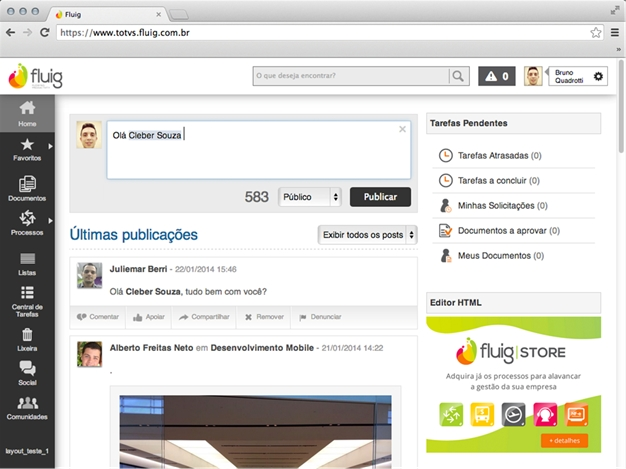 Fluig
https://www.totvs.fluig.com.br
fluig
O que deseja encontrar?
0
Bruno
Quadrotti
Home
Favoritos
Documentos
Processos
Listas
Central de
Tarefas
Lixeira
Social
Comunidades
layout_teste_1
Olá Cleber Souza
583
Público
Publicar
Últimas publicações
Exibir todos os posts
Juliemar Berri - 22/01/2014 15:46
Olá Cleber Souza, tudo bem com você?
Comentar
Apoiar
Compartilhar
Remover
Denunciar
Alberto Freitas Neto em Desenvolvimento Mobile - 21/01/2014 14:22
.
Tarefas Pendentes
Tarefas Atrasadas (0)
Tarefas a concluir (0)
Minhas Solicitações (0)
Documentos a aprovar (0)
Meus Documentos (0)
Editor HTML
fluig|STORE
Adquira já os processos para alavancar
a gestão da sua empresa
+ detalhes